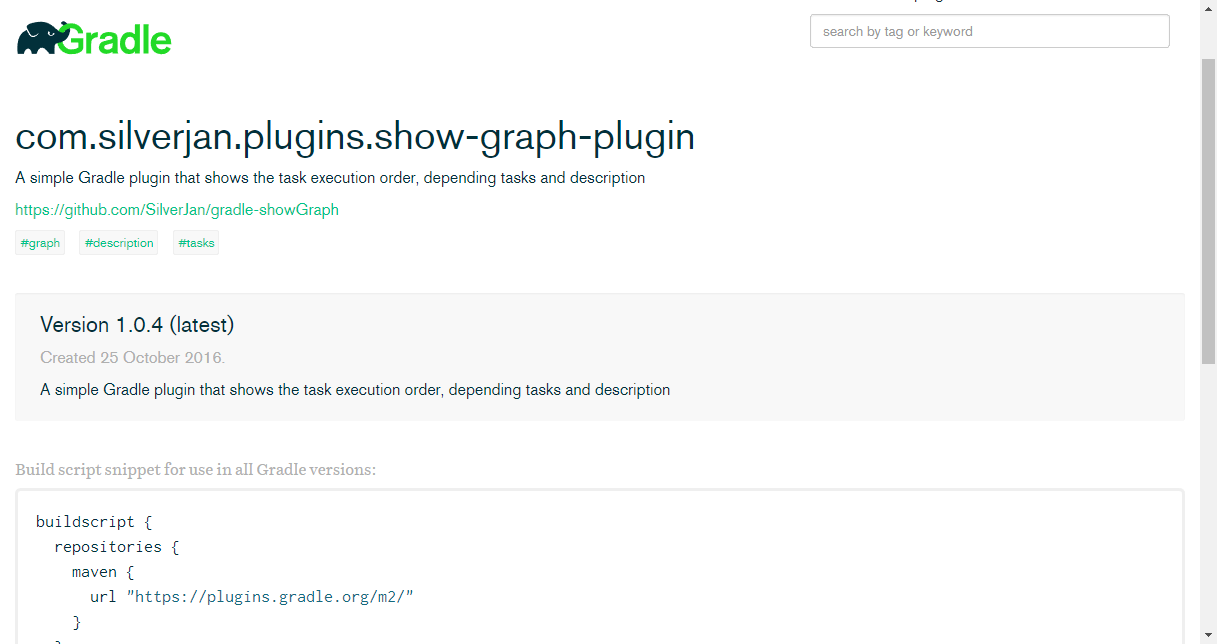 Gradle
search by tag or keyword
com.silverjan.plugins.show-graph-plugin
A simple Gradle plugin that shows the task execution order, depending tasks and description
https://github.com/SilverJan/gradle-showGraph
#graph #description #tasks
Version 1.0.4 (latest)
Created 25 October 2016.
A simple Gradle plugin that shows the task execution order, depending tasks and description
Build script snippet for use in all Gradle versions:
buildscript {
  repositories {
    maven {
      url "https://plugins.gradle.org/m2/"
    }